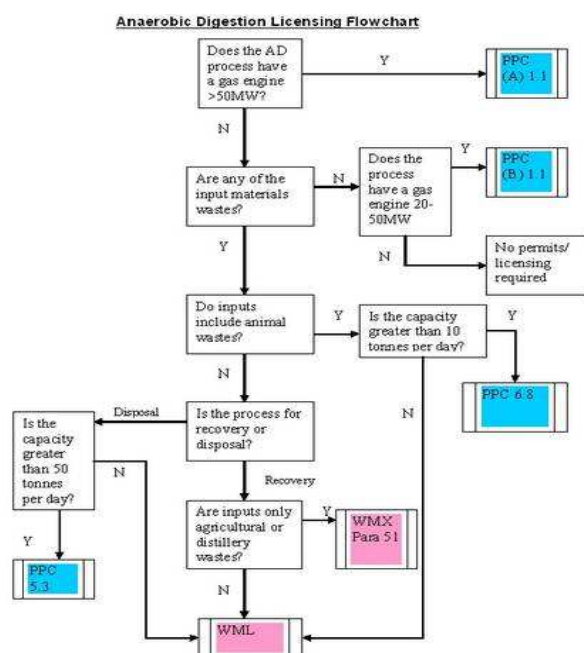 Anaerobic Digestion Licensing Flowchart
Does the AD
process have
a gas engine
>50MW?
Y
PPC
(A) 1.1
N
Are any of the
input materials
wastes?
N
Does the
process
have a gas
engine 20-
50MW
Y
PPC
(B) 1.1
N
No permits/
licensing
required
Y
Do inputs
include animal
wastes?
Y
Is the capacity
greater than 10
tonnes per day?
Y
PPC 6.8
N
N
Is the process for
recovery or
disposal?
Disposal
Is the
capacity
greater
than 50
tonnes
per day?
N
Y
PPC
5.3
Recovery
Are inputs only
agricultural or
distillery
wastes?
Y
WMX
Para 51
N
WML